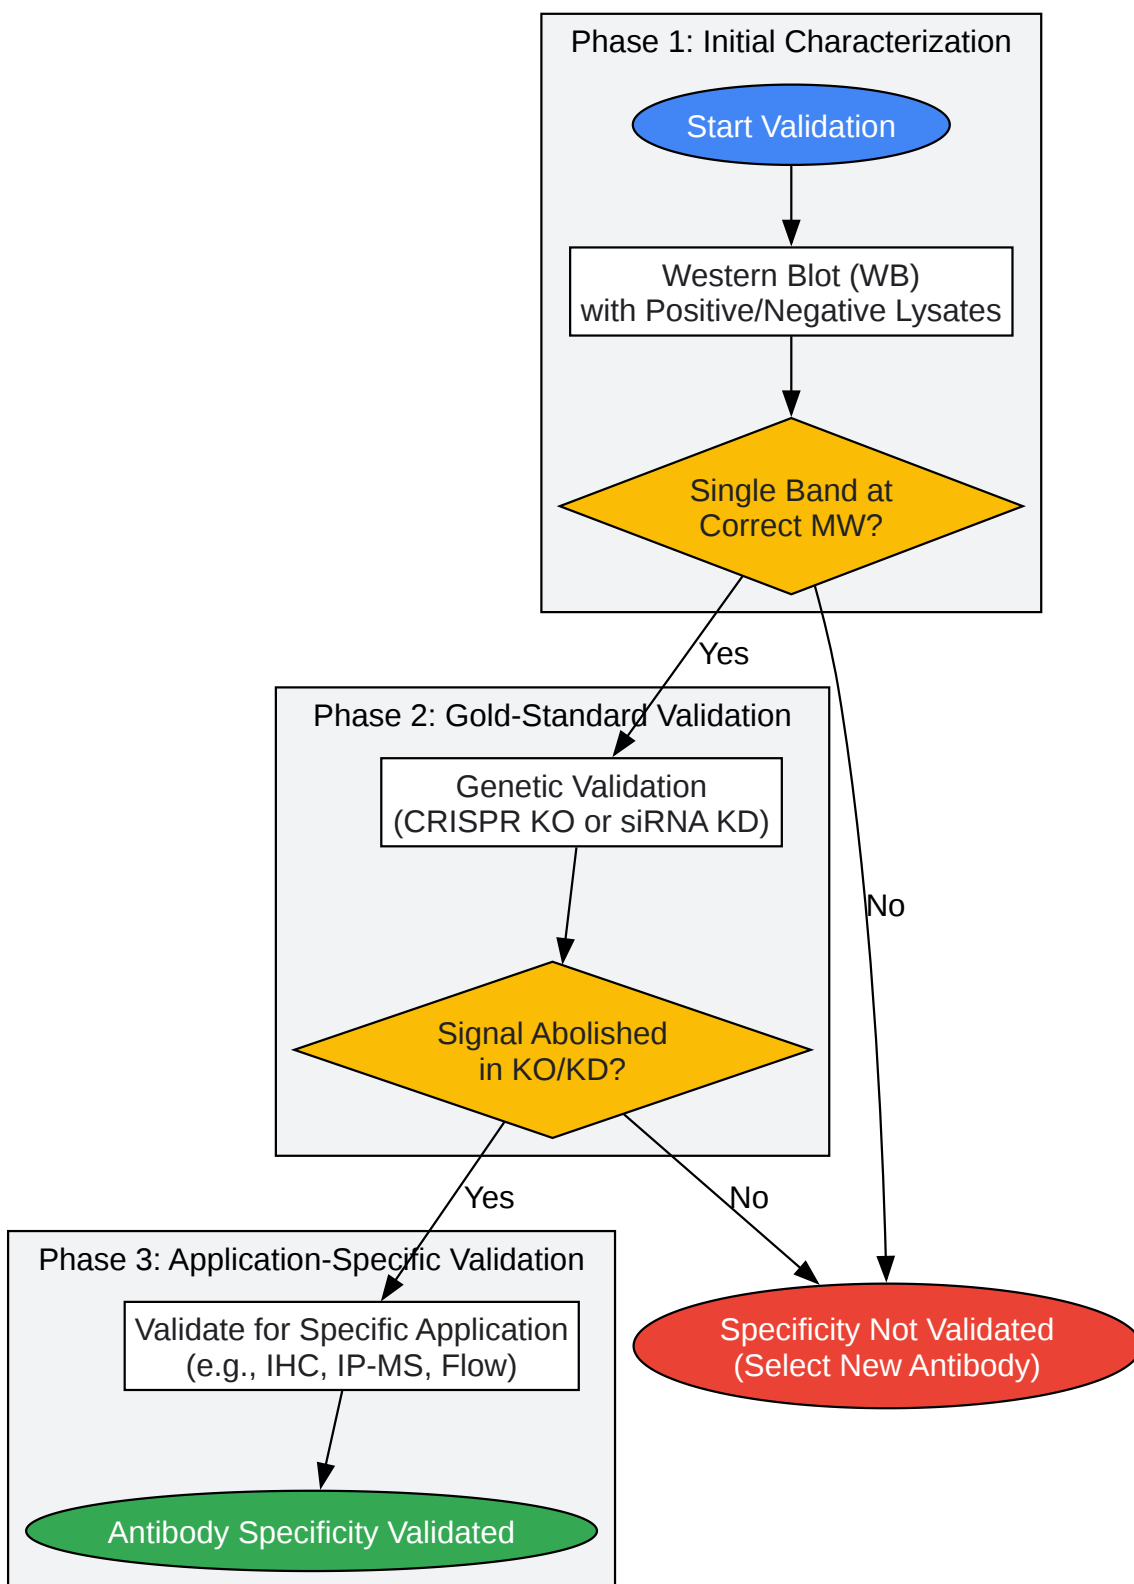 Phase 1: Initial Characterization
Start Validation
Western Blot (WB)
with Positive/Negative Lysates
Single Band at
Correct MW?
Yes
Phase 2: Gold-Standard Validation
Genetic Validation
(CRISPR KO or siRNA KD)
No
Signal Abolished
in KO/KD?
Yes
No
Phase 3: Application-Specific Validation
Validate for Specific Application
(e.g., IHC, IP-MS, Flow)
Specificity Not Validated
(Select New Antibody)
Antibody Specificity Validated